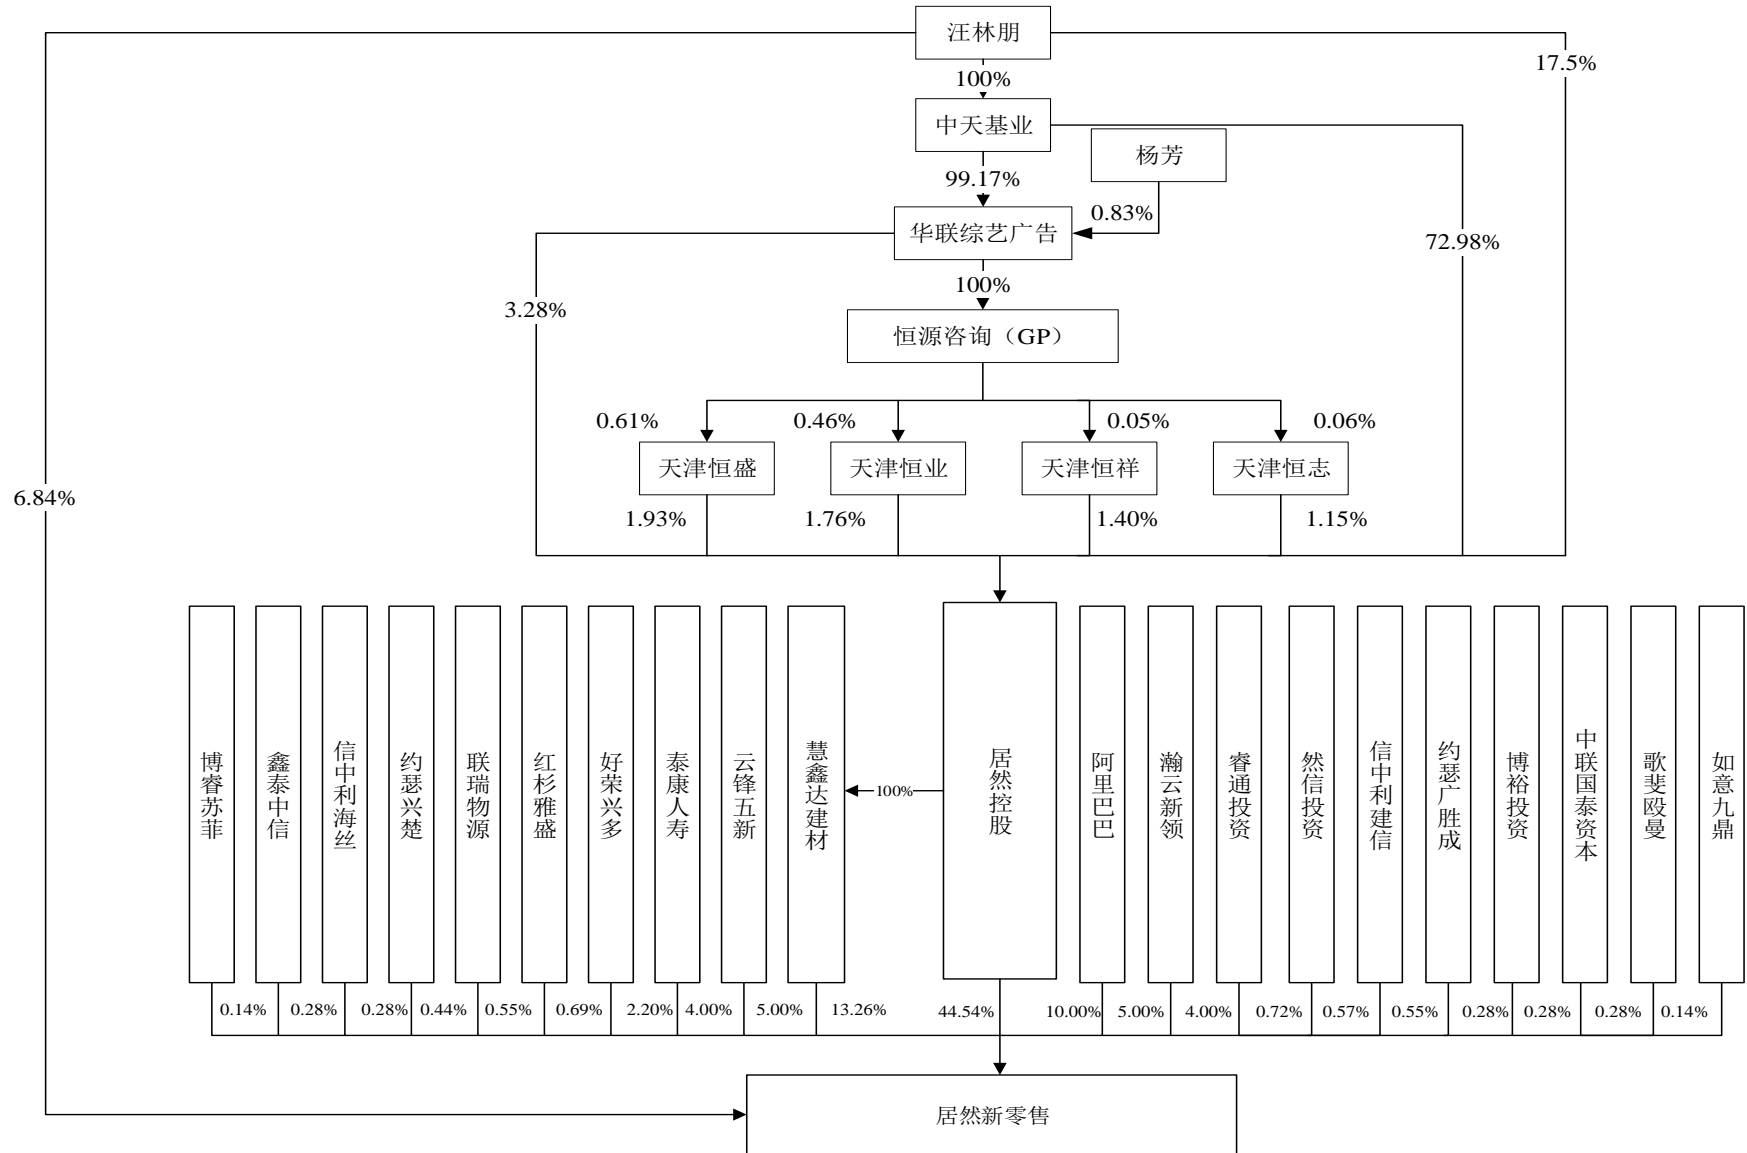 汪林朋
17.5%
100%
中天基业
杨芳
99.17%
0.83%
华联综艺广告
72.98%
100%
3.28%
恒源咨询（GP）
0.61%
0.46%
0.05%
0.06%
天津恒盛
天津恒业
天津恒祥
天津恒志
6.84%
1.93%
1.76%
1.40%
1.15%
博睿苏菲
鑫泰中信
信中利海丝
约瑟兴楚
联瑞物源
红杉雅盛
好荣兴多
泰康人寿
云锋五新
慧鑫达建材
100%
居然控股
阿里巴巴
瀚云新领
睿通投资
然信投资
信中利建信
约瑟广胜成
博裕投资
中联国泰资本
歌斐殴曼
如意九鼎
0.14%
0.28%
0.28%
0.44%
0.55%
0.69%
2.20%
4.00%
5.00%
13.26%
44.54%
10.00%
5.00%
4.00%
0.72%
0.57%
0.55%
0.28%
0.28%
0.28%
0.14%
居然新零售